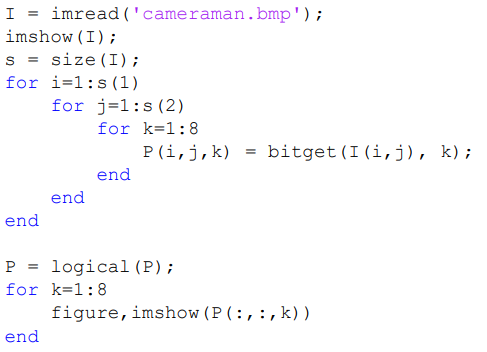 I = imread('cameraman.bmp');
imshow(I);
s = size(I);
for i=1:s(1)
    for j=1:s(2)
        for k=1:8
            P(i,j,k) = bitget(I(i,j), k);
        end
    end
end

P = logical(P);
for k=1:8
    figure,imshow(P(:,:,k))
end